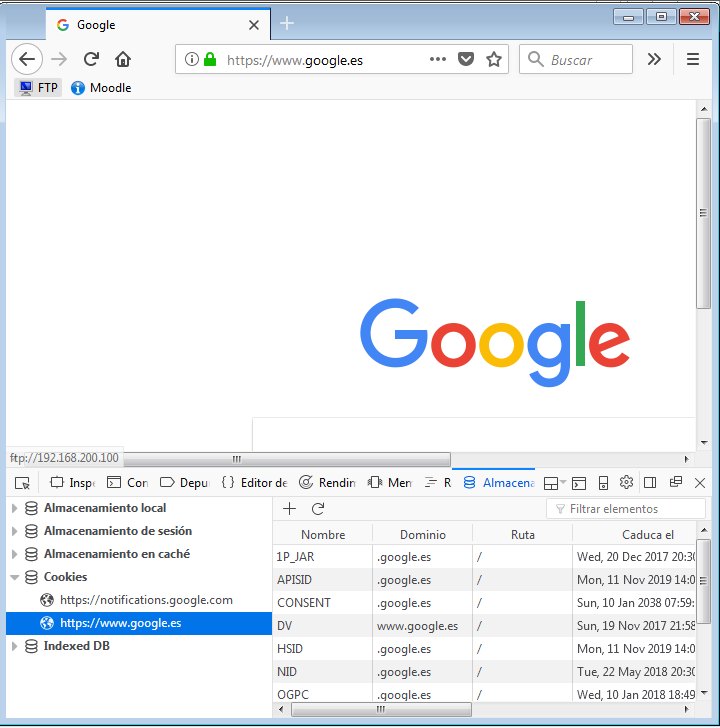 Google
https://www.google.es
Buscar
FTP
Moodle
Google
ftp://192.168.200.100
Inspe
Con
Depu
Editor de
Rendin
Men
R
Almacena
Almacenamiento local
Almacenamiento de sesión
Almacenamiento en caché
Cookies
https://notifications.google.com
https://www.google.es
Indexed DB
Filtrar elementos
Nombre Dominio Ruta Caduca el
1P_JAR .google.es / Wed, 20 Dec 2017 20:30
APISID .google.es / Mon, 11 Nov 2019 14:0
CONSENT .google.es / Sun, 10 Jan 2038 07:59:
DV www.google.es / Sun, 19 Nov 2017 21:58
HSID .google.es / Mon, 11 Nov 2019 14:0
NID .google.es / Tue, 22 May 2018 20:30
OGPC .google.es / Wed, 10 Jan 2018 18:49